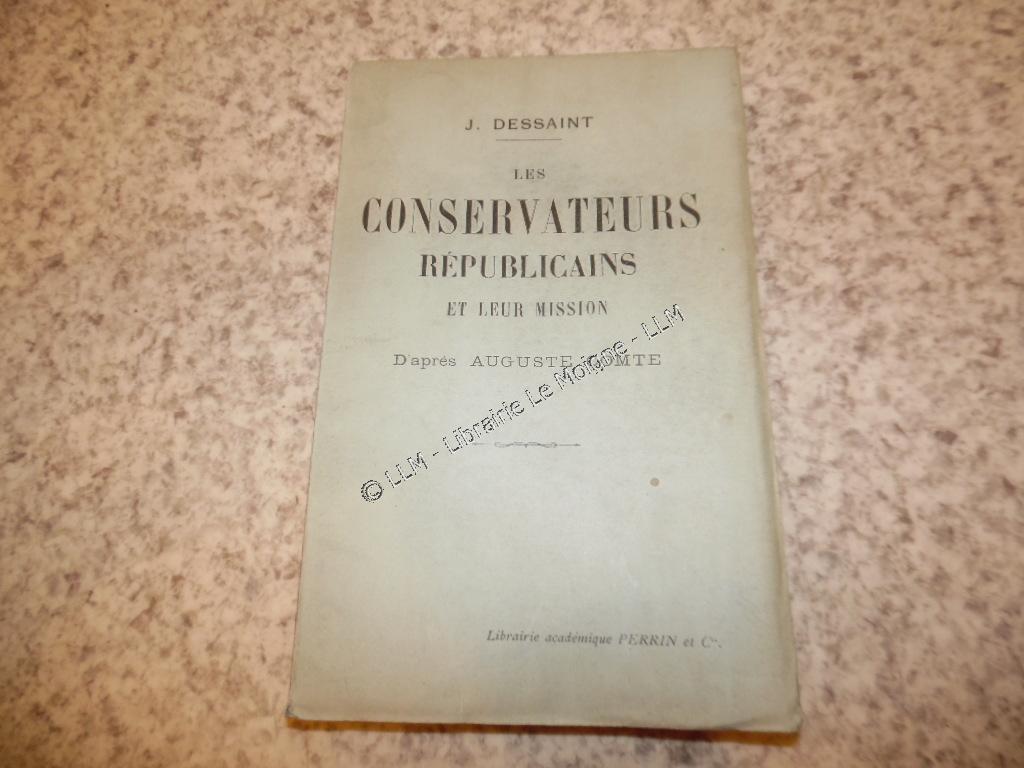 J. DESSAINT
LES
CONSERVATEURS
RÉPUBLICAINS
ET LEUR MISSION
D'après AUGUSTE COMTE
© LLM - Librairie Le Moigne - LLM
Librairie académique PERRIN et Cie.